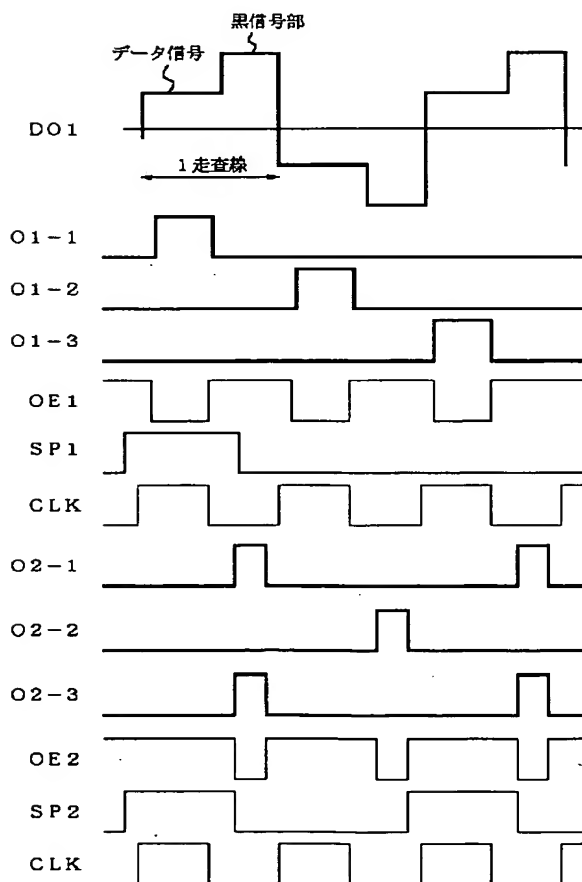 黒信号部
データ信号
DO1
1走査線
O1-1
O1-2
O1-3
OE1
SP1
CLK
O2-1
O2-2
O2-3
OE2
SP2
CLK